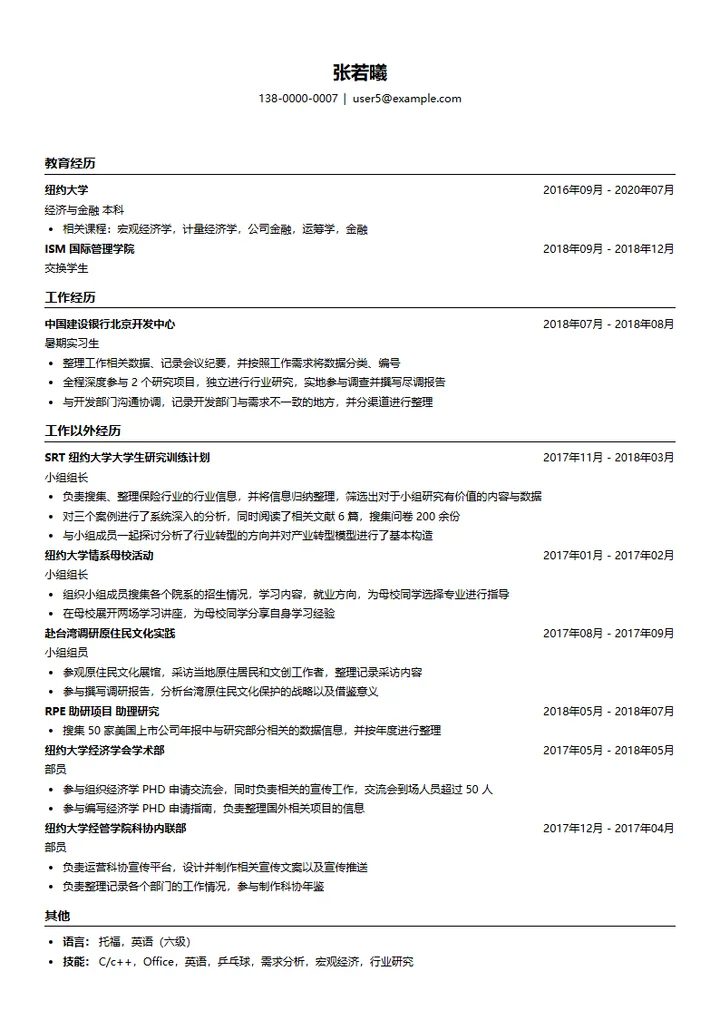 张若曦
138-0000-0007 | user5@example.com
教育经历
纽约大学 2016年09月 - 2020年07月
经济与金融 本科
• 相关课程：宏观经济学，计量经济学，公司金融，运筹学，金融
ISM 国际管理学院 2018年09月 - 2018年12月
交换学生
工作经历
中国建设银行北京开发中心 2018年07月 - 2018年08月
暑期实习生
• 整理工作相关数据、记录会议纪要，并按照工作需求将数据分类、编号
• 全程深度参与 2 个研究项目，独立进行行业研究，实地参与调查并撰写尽调报告
• 与开发部门沟通协调，记录开发部门与需求不一致的地方，并分渠道进行整理
工作以外经历
SRT 纽约大学大学生研究训练计划 2017年11月 - 2018年03月
小组组长
• 负责搜集、整理保险行业的行业信息，并将信息归纳整理，筛选出对于小组研究有价值的内容与数据
• 对三个案例进行了系统深入的分析，同时阅读了相关文献 6 篇，搜集问卷 200 余份
• 与小组成员一起探讨分析了行业转型的方向并对产业转型模型进行了基本构造
纽约大学情系母校活动 2017年01月 - 2017年02月
小组组长
• 组织小组成员搜集各个院系的招生情况，学习内容，就业方向，为母校同学选择专业进行指导
• 在母校展开两场学习讲座，为母校同学分享自身学习经验
赴台湾调研原住民文化实践 2017年08月 - 2017年09月
小组组员
• 参观原住民文化展馆，采访当地原住居民和文创工作者，整理记录采访内容
• 参与撰写调研报告，分析台湾原住民文化保护的战略以及借鉴意义
RPE 助研项目 助理研究 2018年05月 - 2018年07月
• 搜集 50 家美国上市公司年报中与研究部分相关的数据信息，并按年度进行整理
纽约大学经济学会学术部 2017年05月 - 2018年05月
部员
• 参与组织经济学 PHD 申请交流会，同时负责相关的宣传工作，交流会到场人员超过 50 人
• 参与编写经济学 PHD 申请指南，负责整理国外相关项目的信息
纽约大学经管学院科协内联部 2017年12月 - 2017年04月
部员
• 负责运营科协宣传平台，设计并制作相关宣传文案以及宣传推送
• 负责整理记录各个部门的工作情况，参与制作科协年鉴
其他
• 语言： 托福，英语（六级）
• 技能： C/c++，Office，英语，乒乓球，需求分析，宏观经济，行业研究